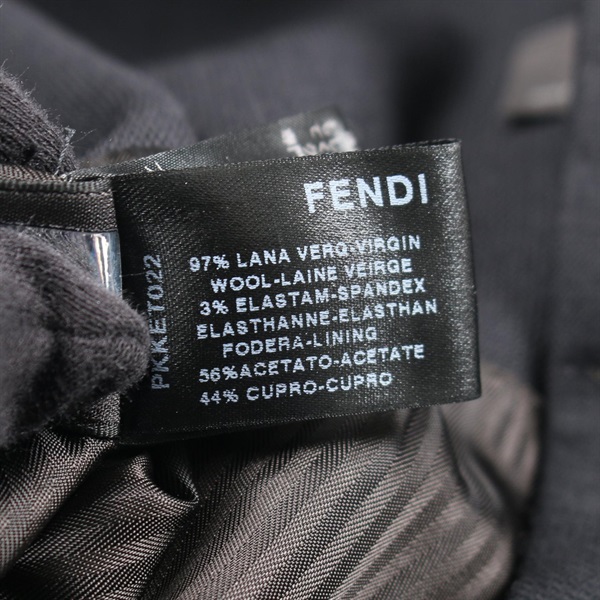 FENDI
97% LANA VERG.VIRGIN
WOOL-LAINE VEIRGE
3% ELASTAM-SPANDEX
ELASTHANNE-ELASTHAN
FODERA-LINING
56%ACETATO-ACETATE
44% CUPRO-CUPRO
PKKET022